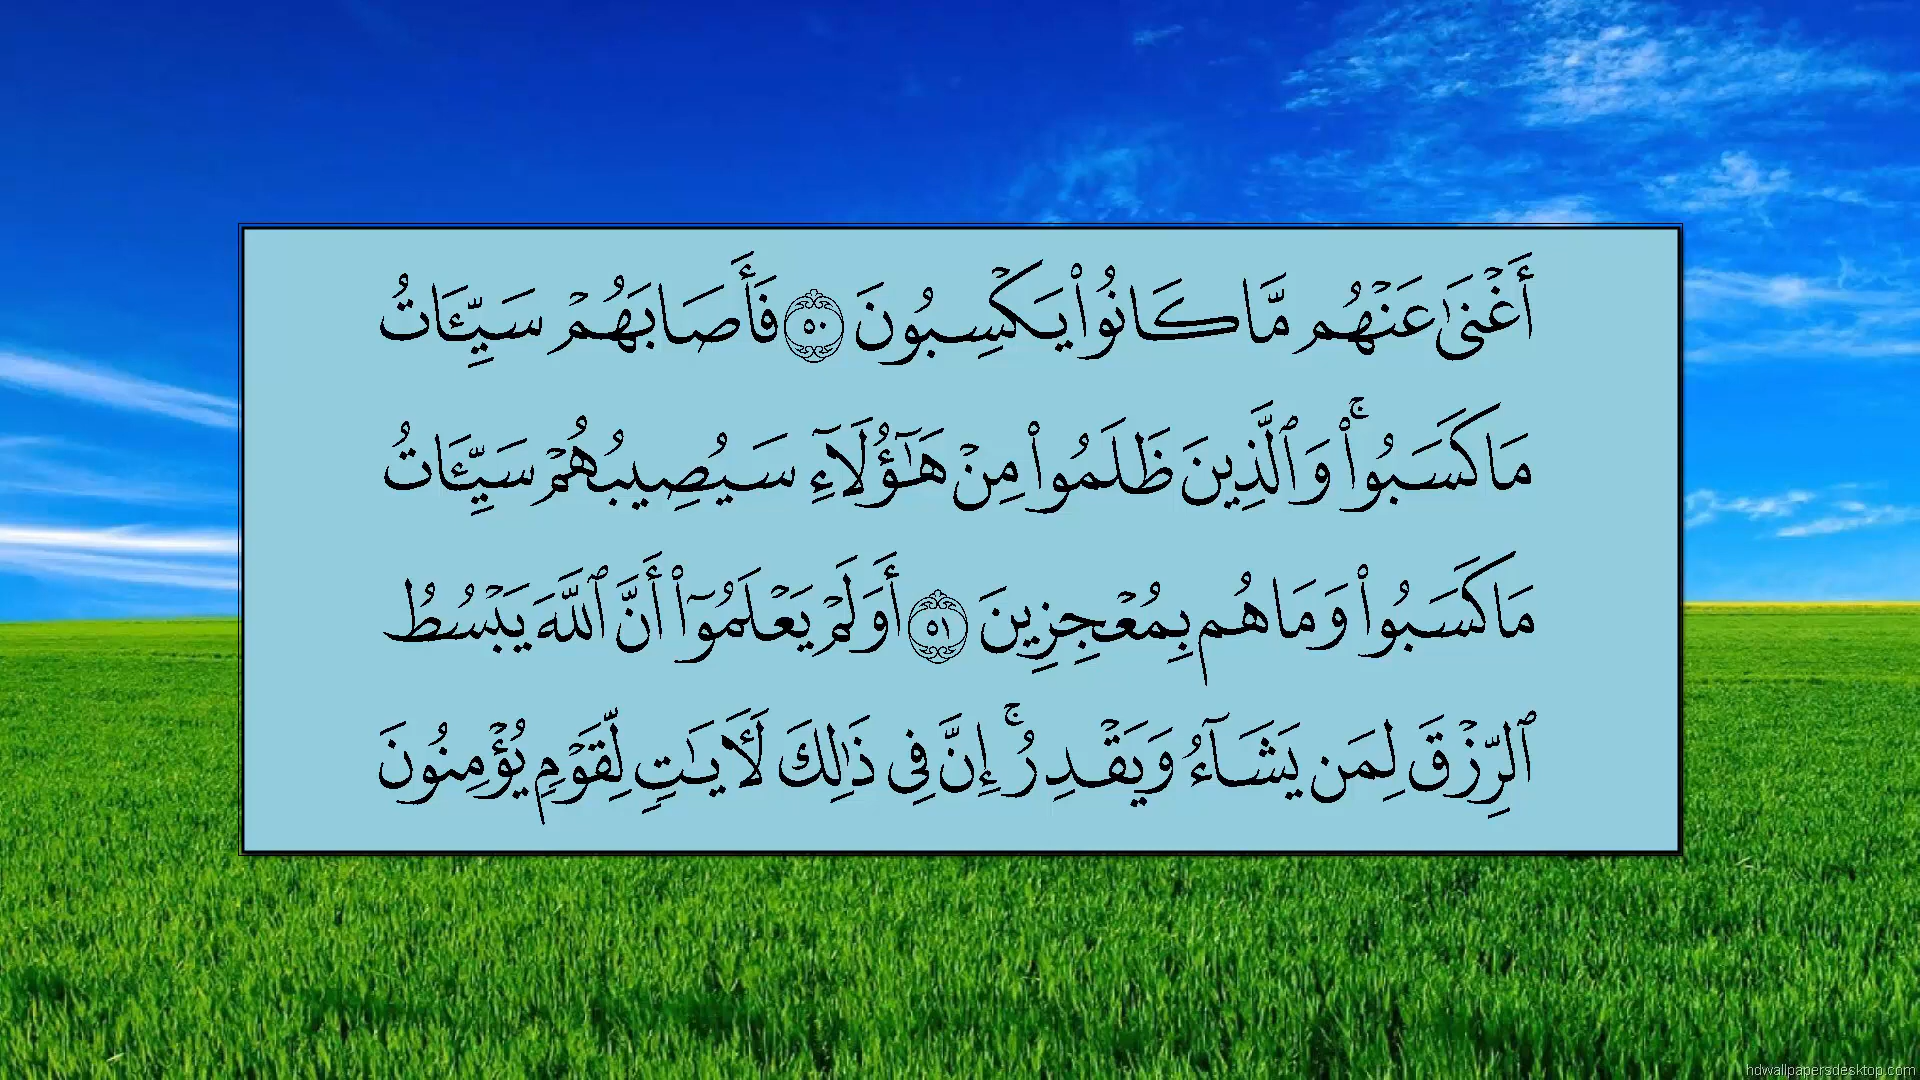 أَغْنَىٰ عَنْهُم مَّا كَانُوا۟ يَكْسِبُونَ ۝٥٠ فَأَصَابَهُمْ سَيِّـَٔاتُ
مَا كَسَبُوا۟ ۚ وَٱلَّذِينَ ظَلَمُوا۟ مِنْ هَـٰٓؤُلَآءِ سَيُصِيبُهُمْ سَيِّـَٔاتُ
مَا كَسَبُوا۟ وَمَا هُم بِمُعْجِزِينَ ۝٥١ أَوَلَمْ يَعْلَمُوٓا۟ أَنَّ ٱللَّهَ يَبْسُطُ
ٱلرِّزْقَ لِمَن يَشَآءُ وَيَقْدِرُ ۚ إِنَّ فِى ذَٰلِكَ لَـَٔايَـٰتٍ لِّقَوْمٍ يُؤْمِنُونَ
hdwallpapersdesktop.com